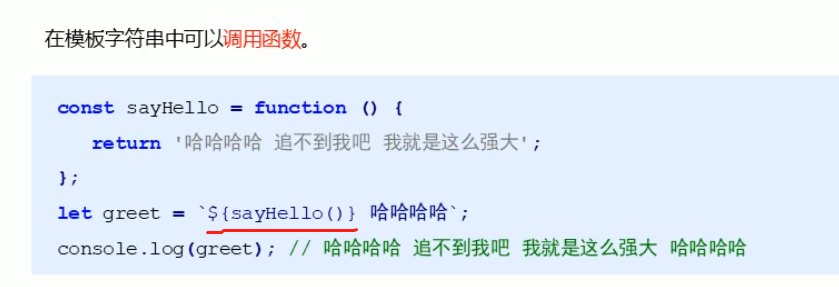 在模板字符串中可以调用函数。
const sayHello = function () {
return '哈哈哈哈 追不到我吧 我就是这么强大';
};
let greet = `${sayHello()} 哈哈哈哈`;
console.log(greet); // 哈哈哈哈 追不到我吧 我就是这么强大 哈哈哈哈